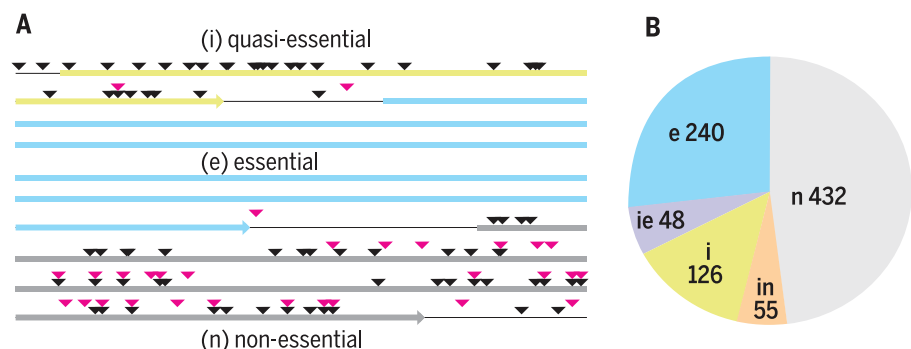 A
(i) quasi-essential
(e) essential
(n) non-essential
B
e 240
n 432
ie 48
i
126
in
55